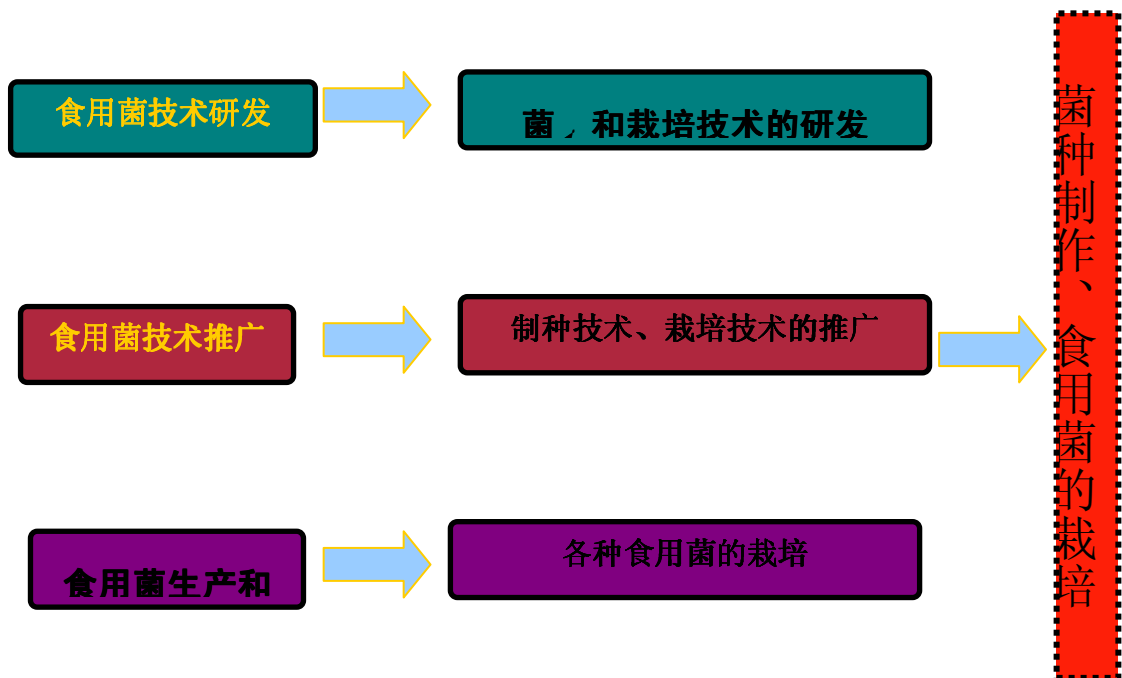 食用菌技术研发
菌 和栽培技术的研发
食用菌技术推广
制种技术、栽培技术的推广
食用菌生产和
各种食用菌的栽培
菌种制作、食用菌的栽培